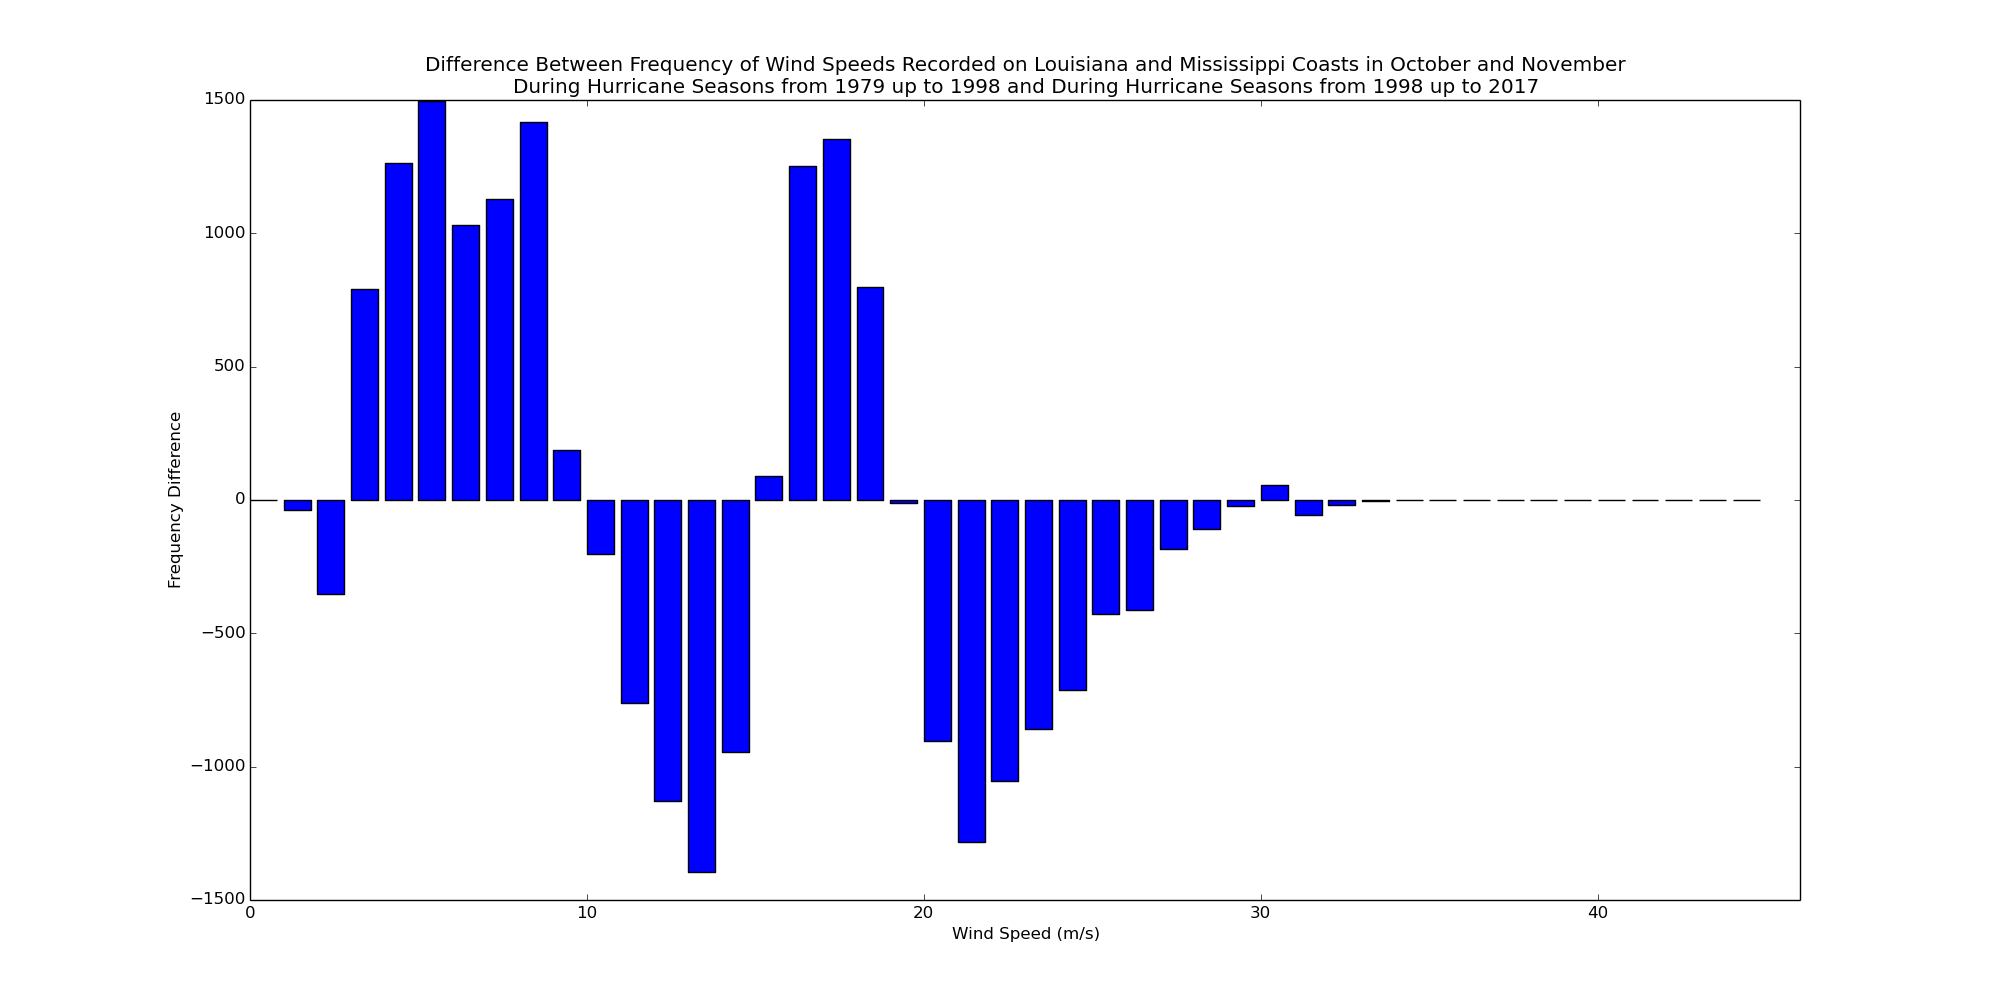 Difference Between Frequency of Wind Speeds Recorded on Louisiana and Mississippi Coasts in October and November
During Hurricane Seasons from 1979 up to 1998 and During Hurricane Seasons from 1998 up to 2017
1500
1000
500
0
−500
−1000
−1500
Frequency Difference
0 10 20 30 40
Wind Speed (m/s)